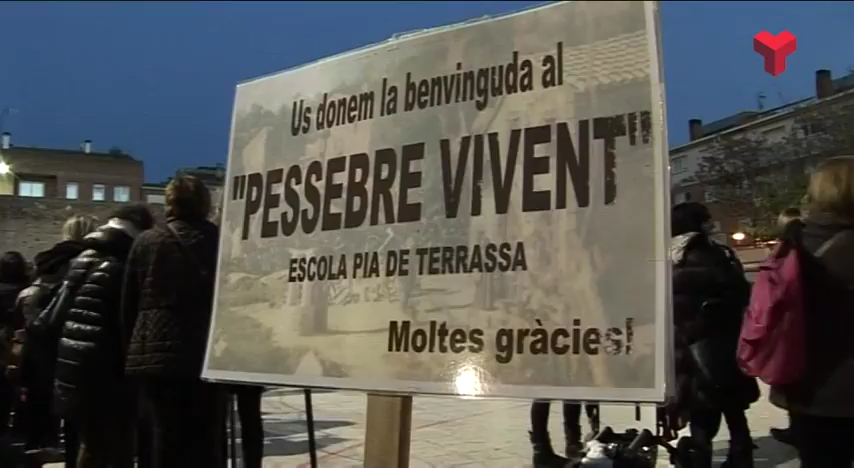 Us donem la benvinguda al
"PESSEBRE VIVENT"
ESCOLA PIA DE TERRASSA
Moltes gràcies!